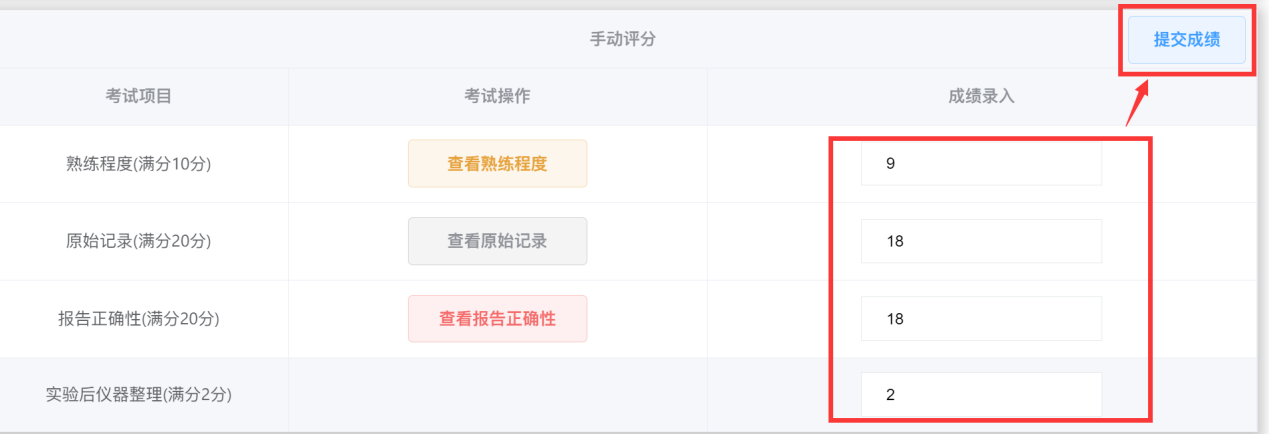 手动评分 提交成绩
考试项目 考试操作 成绩录入
熟练程度(满分10分) 查看熟练程度 9
原始记录(满分20分) 查看原始记录 18
报告正确性(满分20分) 查看报告正确性 18
实验后仪器整理(满分2分) 2